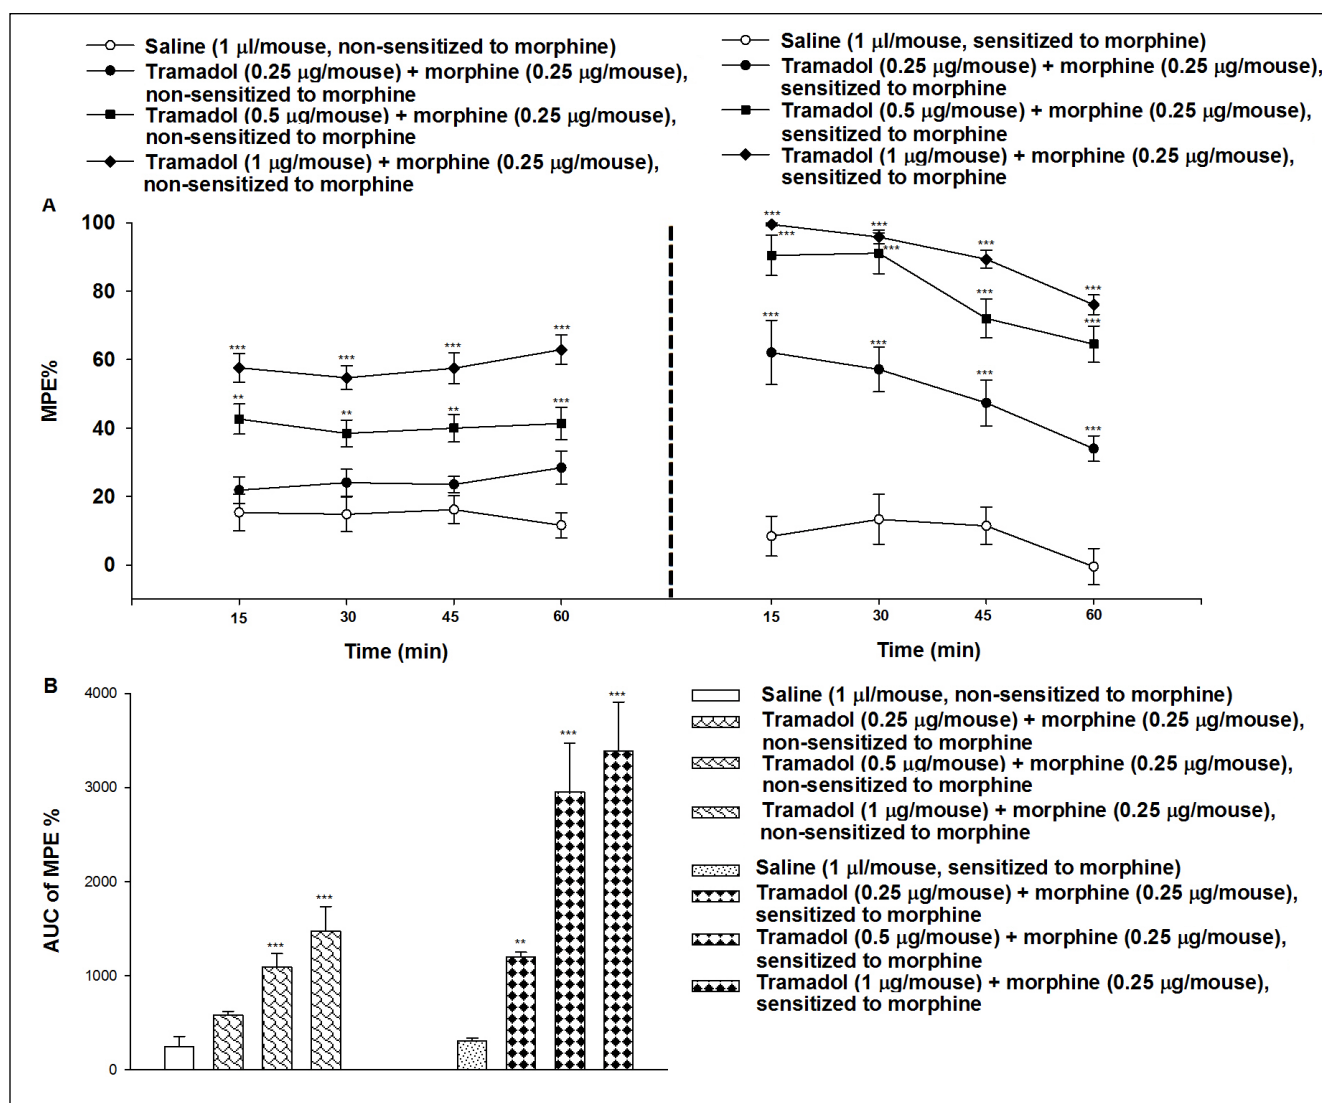 Saline (1 µl/mouse, non-sensitized to morphine)
Tramadol (0.25 µg/mouse) + morphine (0.25 µg/mouse),
non-sensitized to morphine
Tramadol (0.5 µg/mouse) + morphine (0.25 µg/mouse),
non-sensitized to morphine
Tramadol (1 µg/mouse) + morphine (0.25 µg/mouse),
non-sensitized to morphine
Saline (1 µl/mouse, sensitized to morphine)
Tramadol (0.25 µg/mouse) + morphine (0.25 µg/mouse),
sensitized to morphine
Tramadol (0.5 µg/mouse) + morphine (0.25 µg/mouse),
sensitized to morphine
Tramadol (1 µg/mouse) + morphine (0.25 µg/mouse),
sensitized to morphine
A
MPE%
100
80
60
40
20
0
*** *** *** ***
** ** ** ***
*** *** *** ***
*** *** *** ***
*** *** *** ***
15 30 45 60
15 30 45 60
Time (min)
Time (min)
B
AUC of MPE %
4000
3000
2000
1000
0
*** ***
** *** ***
Saline (1 µl/mouse, non-sensitized to morphine)
Tramadol (0.25 µg/mouse) + morphine (0.25 µg/mouse),
non-sensitized to morphine
Tramadol (0.5 µg/mouse) + morphine (0.25 µg/mouse),
non-sensitized to morphine
Tramadol (1 µg/mouse) + morphine (0.25 µg/mouse),
non-sensitized to morphine
Saline (1 µl/mouse, sensitized to morphine)
Tramadol (0.25 µg/mouse) + morphine (0.25 µg/mouse),
sensitized to morphine
Tramadol (0.5 µg/mouse) + morphine (0.25 µg/mouse),
sensitized to morphine
Tramadol (1 µg/mouse) + morphine (0.25 µg/mouse),
sensitized to morphine